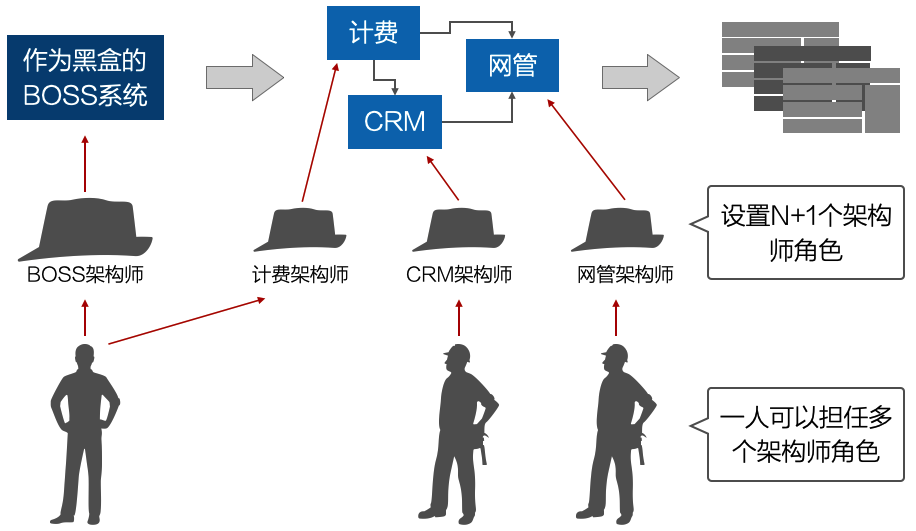 作为黑盒的
BOSS系统
计费
网管
CRM
BOSS架构师
计费架构师
CRM架构师
网管架构师
设置N+1个架构
师角色
一人可以担任多
个架构师角色